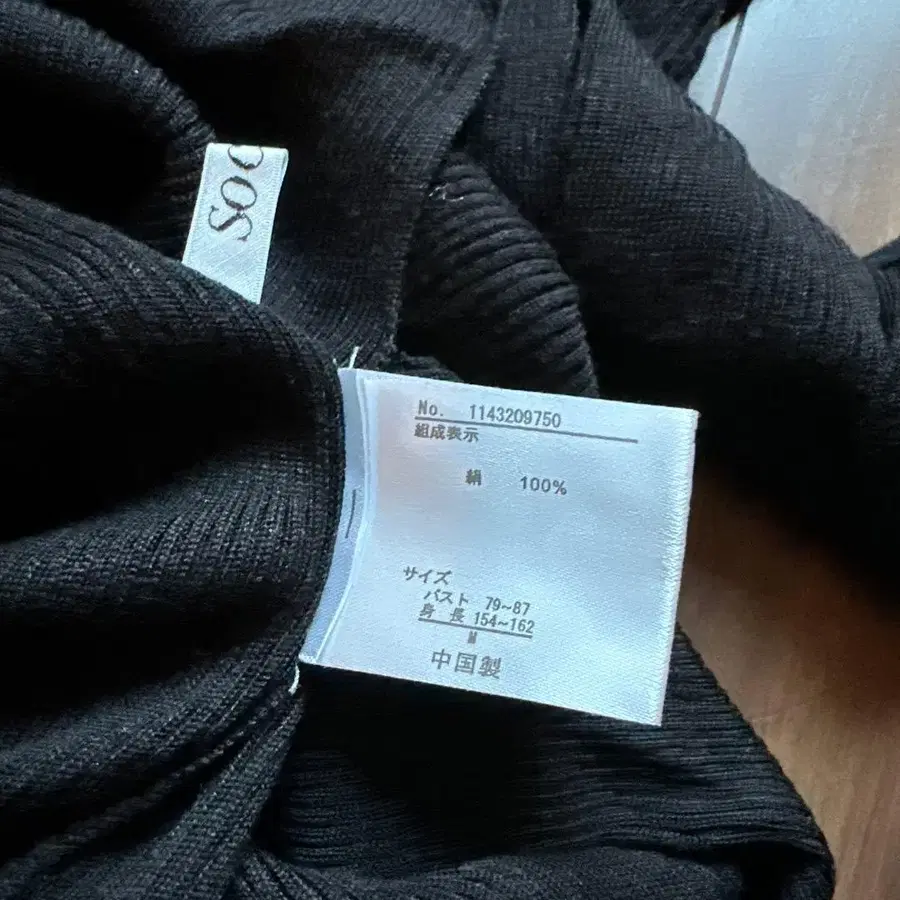 SOC
No. 1143209750
組成表示
絹 100%
サイズ
バスト 79~87
身 長 154~162
M
中国製